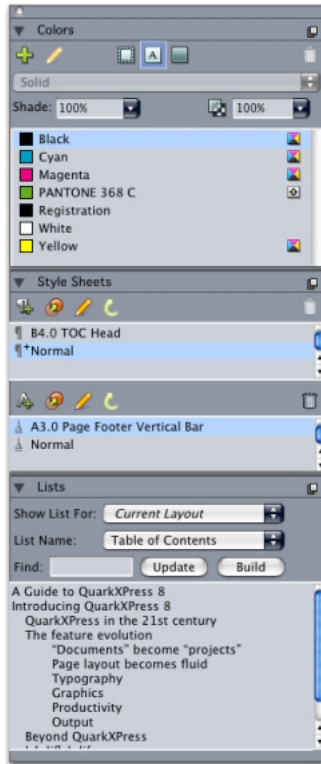 Colors
A
Solid
Shade: 100% 100%
Black
Cyan
Magenta
PANTONE 368 C
Registration
White
Yellow
Style Sheets
¶ B4.0 TOC Head
¶+Normal
A
A3.0 Page Footer Vertical Bar
Normal
Lists
Show List For: Current Layout
List Name: Table of Contents
Find: Update Build
A Guide to QuarkXPress 8
Introducing QuarkXPress 8
QuarkXPress in the 21st century
The feature evolution
"Documents" become "projects"
Page layout becomes fluid
Typography
Graphics
Productivity
Output
Beyond QuarkXPress